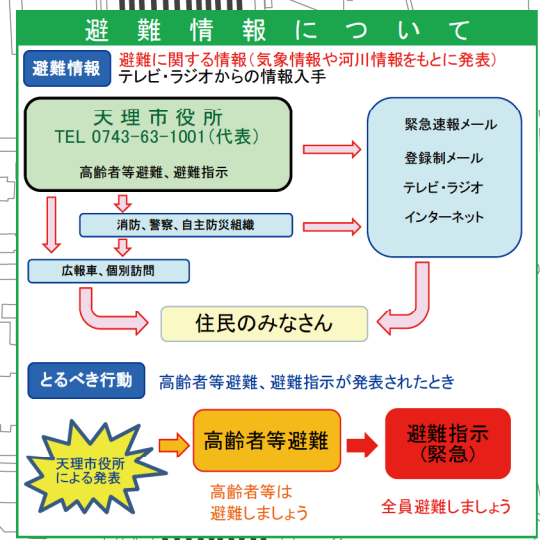 避難情報について
避難情報
避難に関する情報（気象情報や河川情報をもとに発表）
テレビ・ラジオからの情報入手
天理市役所
TEL 0743-63-1001（代表）
高齢者等避難、避難指示
緊急速報メール
登録制メール
テレビ・ラジオ
インターネット
消防、警察、自主防災組織
広報車、個別訪問
住民のみなさん
とるべき行動
高齢者等避難、避難指示が発表されたとき
天理市役所
による発表
高齢者等避難
避難指示
（緊急）
高齢者等は
避難しましょう
全員避難しましょう